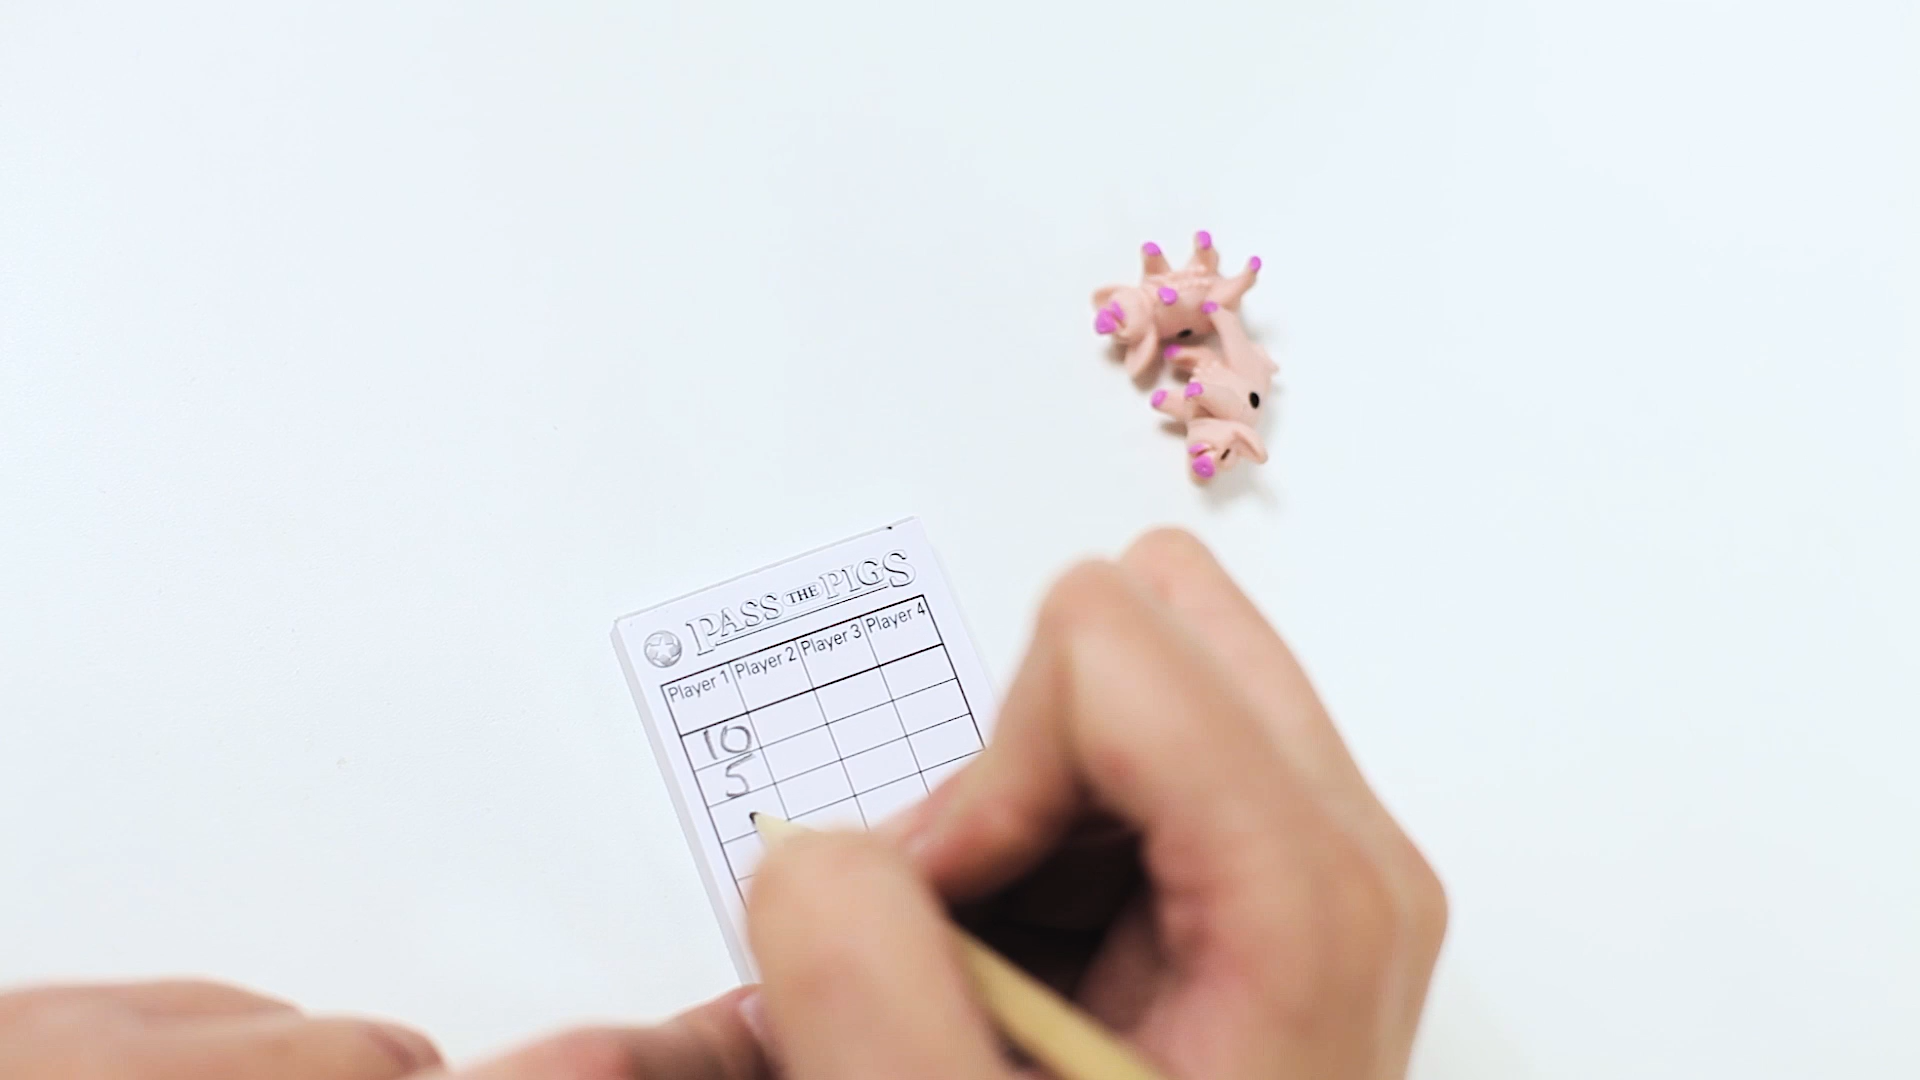 PASS THE PIGS
Player 1 Player 2 Player 3 Player 4
10
5